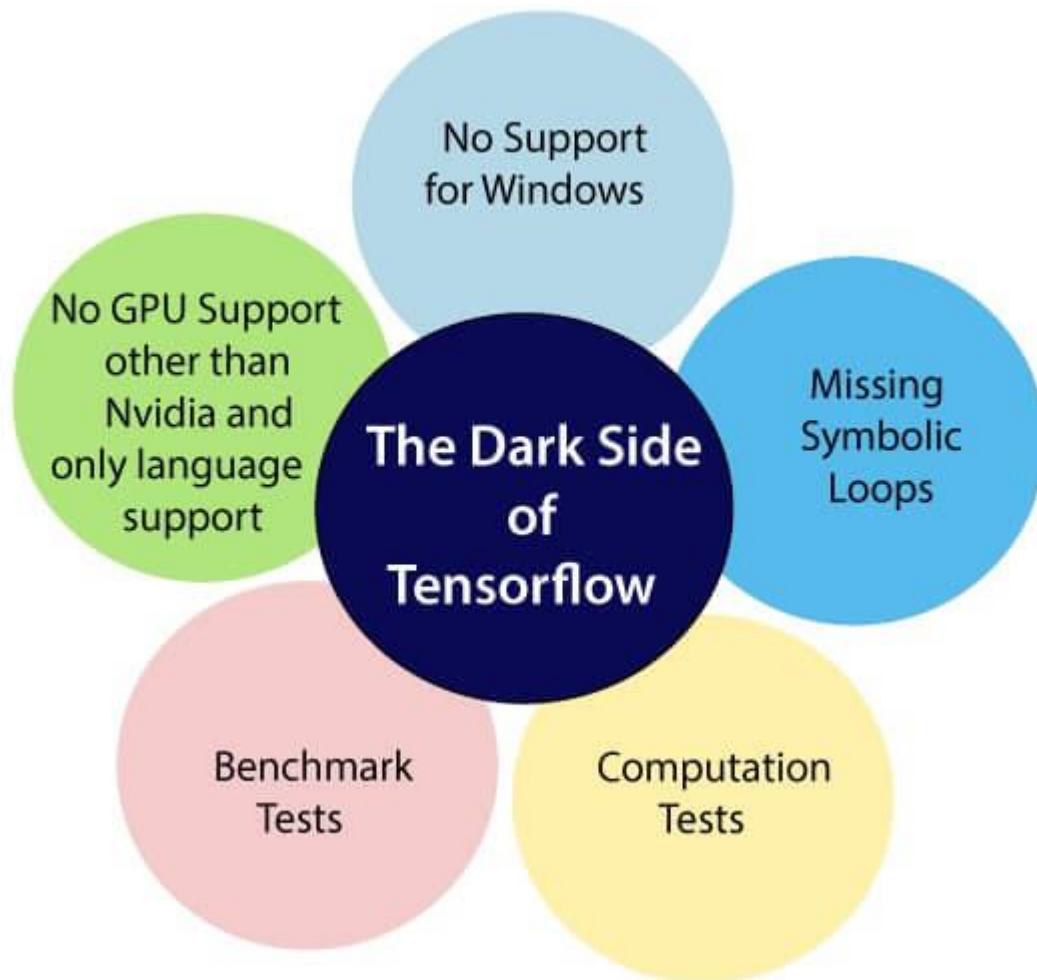 No Support
for Windows
No GPU Support
other than
Nvidia and
only language
support
The Dark Side
of
Tensorflow
Missing
Symbolic
Loops
Benchmark
Tests
Computation
Tests